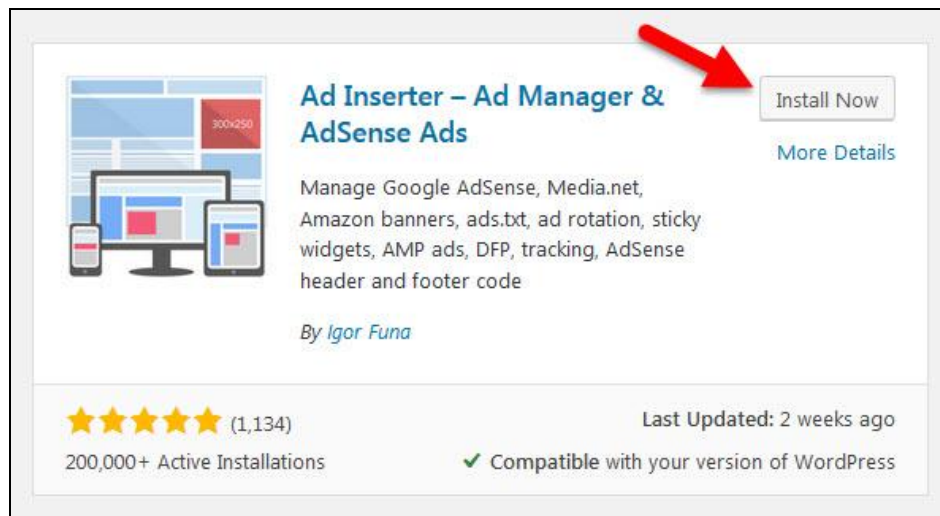 300x250
Ad Inserter – Ad Manager &
AdSense Ads
Install Now
More Details
Manage Google AdSense, Media.net,
Amazon banners, ads.txt, ad rotation, sticky
widgets, AMP ads, DFP, tracking, AdSense
header and footer code
By Igor Funa
(1,134)
200,000+ Active Installations
Last Updated: 2 weeks ago
Compatible with your version of WordPress